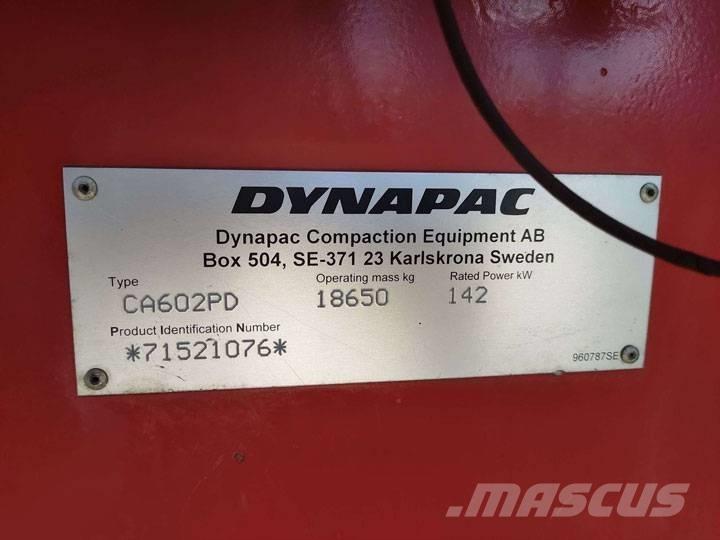 DYNAPAC
Dynapac Compaction Equipment AB
Box 504, SE-371 23 Karlskrona Sweden
Type Operating mass kg Rated Power kW
CA602PD 18650 142
Product Identification Number
*71521076*
960787SE
MASCUS